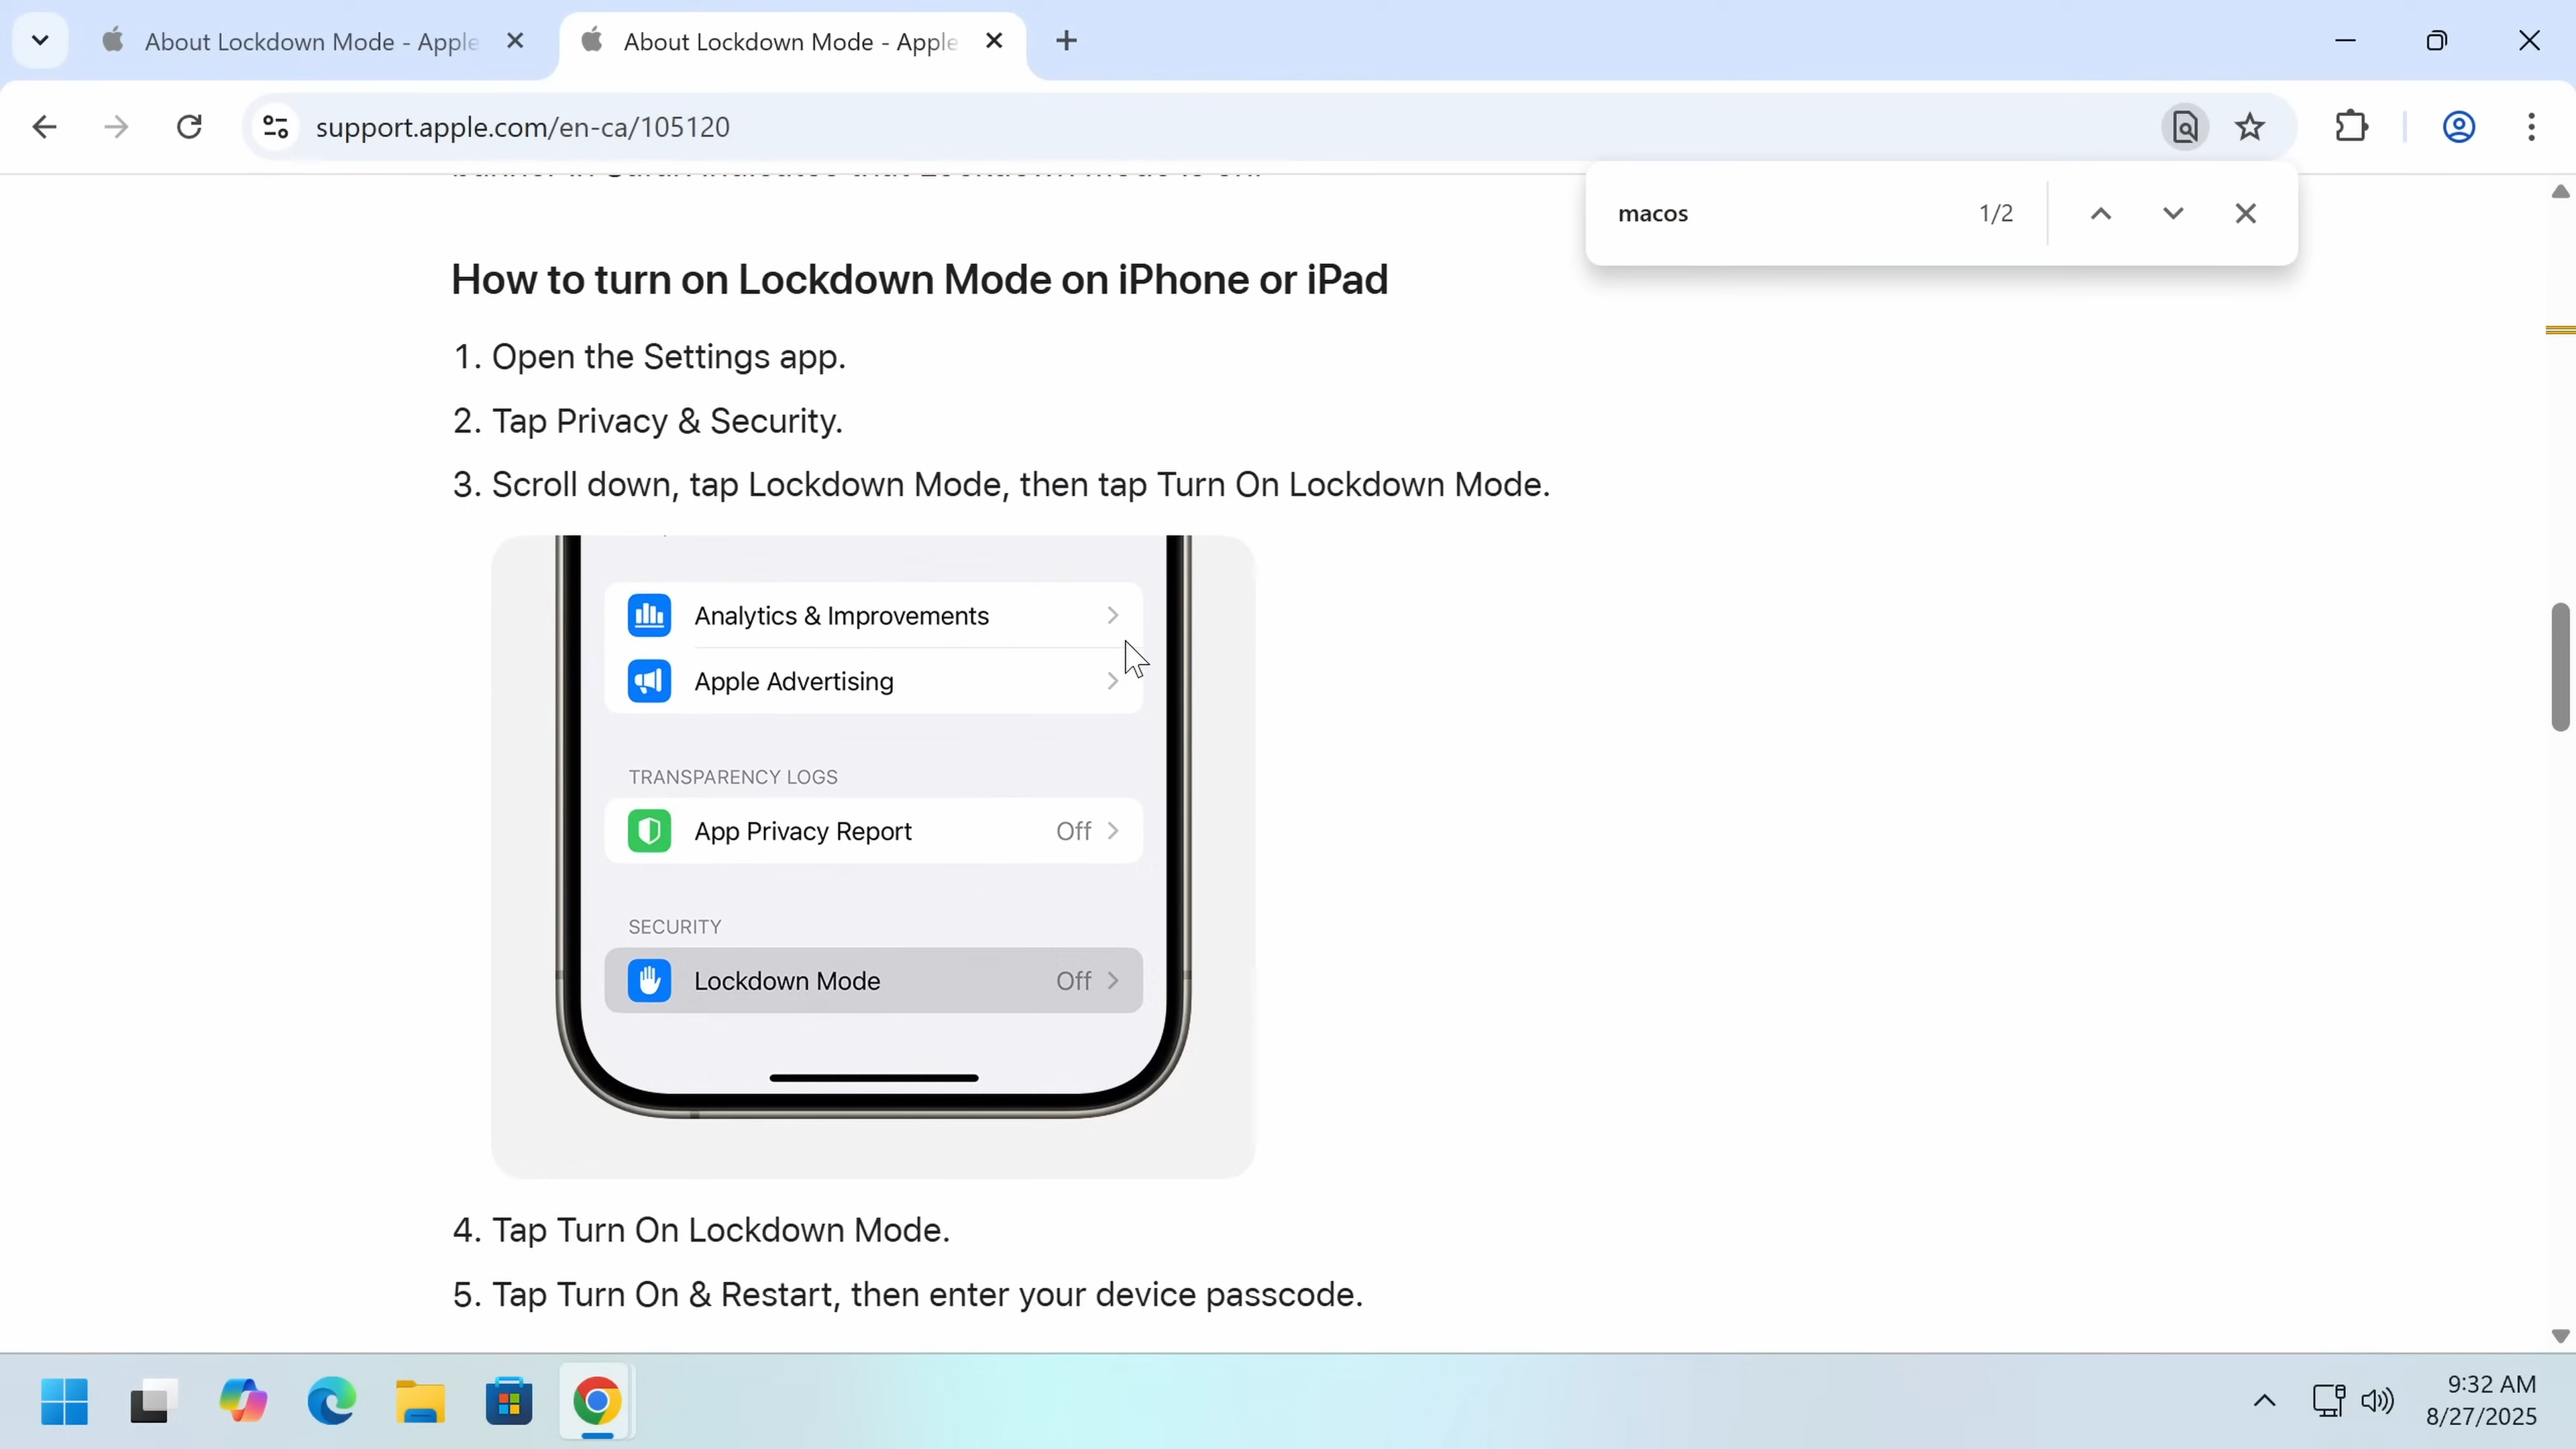 About Lockdown Mode - Apple
About Lockdown Mode - Apple
support.apple.com/en-ca/105120
macos 1/2
How to turn on Lockdown Mode on iPhone or iPad
1. Open the Settings app.
2. Tap Privacy & Security.
3. Scroll down, tap Lockdown Mode, then tap Turn On Lockdown Mode.
Analytics & Improvements
Apple Advertising
TRANSPARENCY LOGS
App Privacy Report Off
SECURITY
Lockdown Mode Off
4. Tap Turn On Lockdown Mode.
5. Tap Turn On & Restart, then enter your device passcode.
9:32 AM
8/27/2025